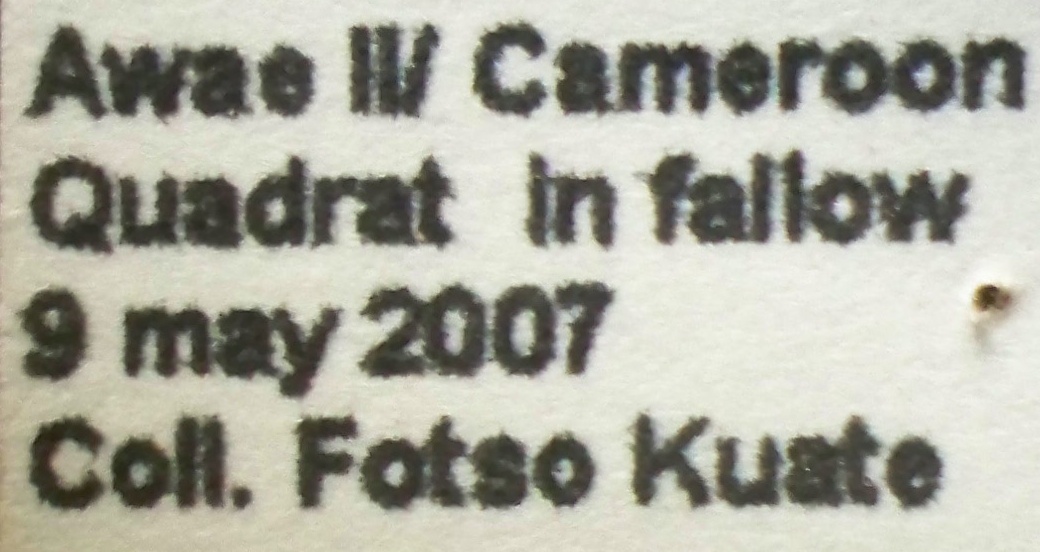 Awae II/ Cameroon
Quadrat in fallow
9 may 2007
Coll. Fotso Kuate